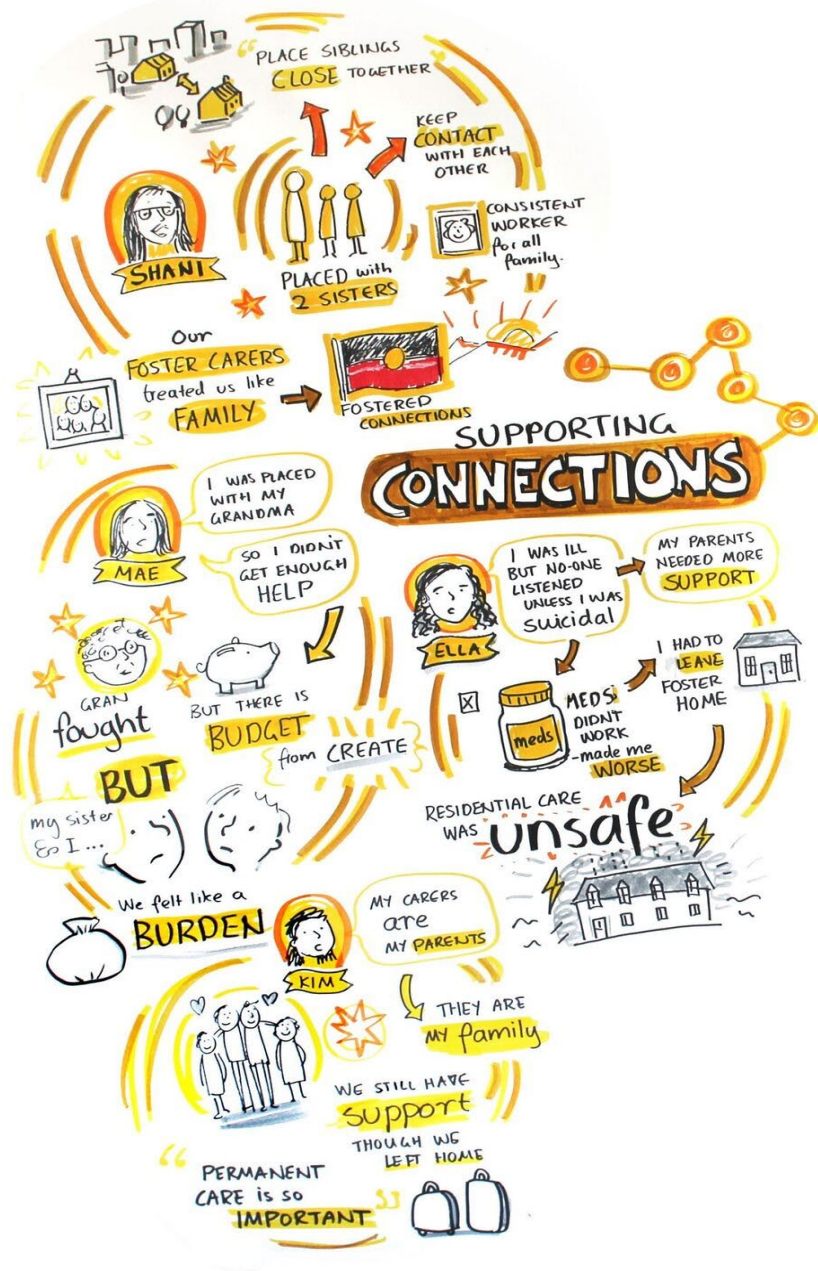 "PLACE SIBLINGS
CLOSE TOGETHER
KEEP
CONTACT
WITH EACH
OTHER
CONSISTENT
WORKER
for all
family.
SHANI
PLACED with
2 SISTERS
Our
FOSTER CARERS
treated us like
FAMILY
FOSTERED
CONNECTIONS
SUPPORTING
CONNECTIONS
I WAS PLACED
WITH MY
GRANDMA
MAE
SO I DIDN'T
GET ENOUGH
HELP
GRAN
fought
BUT THERE IS
BUDGET
from CREATE
BUT
my sister
& I...
We felt like a
BURDEN
ELLA
I WAS ILL
BUT NO-ONE
LISTENED
UNLESS I WAS
suicidal
MY PARENTS
NEEDED MORE
SUPPORT
meds
MEDS
DIDNT
WORK
-made me
WORSE
I HAD TO
LEAVE
FOSTER
HOME
RESIDENTIAL CARE
WAS unsafe
KIM
MY CARERS
are
MY PARENTS
THEY ARE
MY family
WE STILL HAVE
support
THOUGH WE
LEFT HOME
"PERMANENT
CARE is so
IMPORTANT"